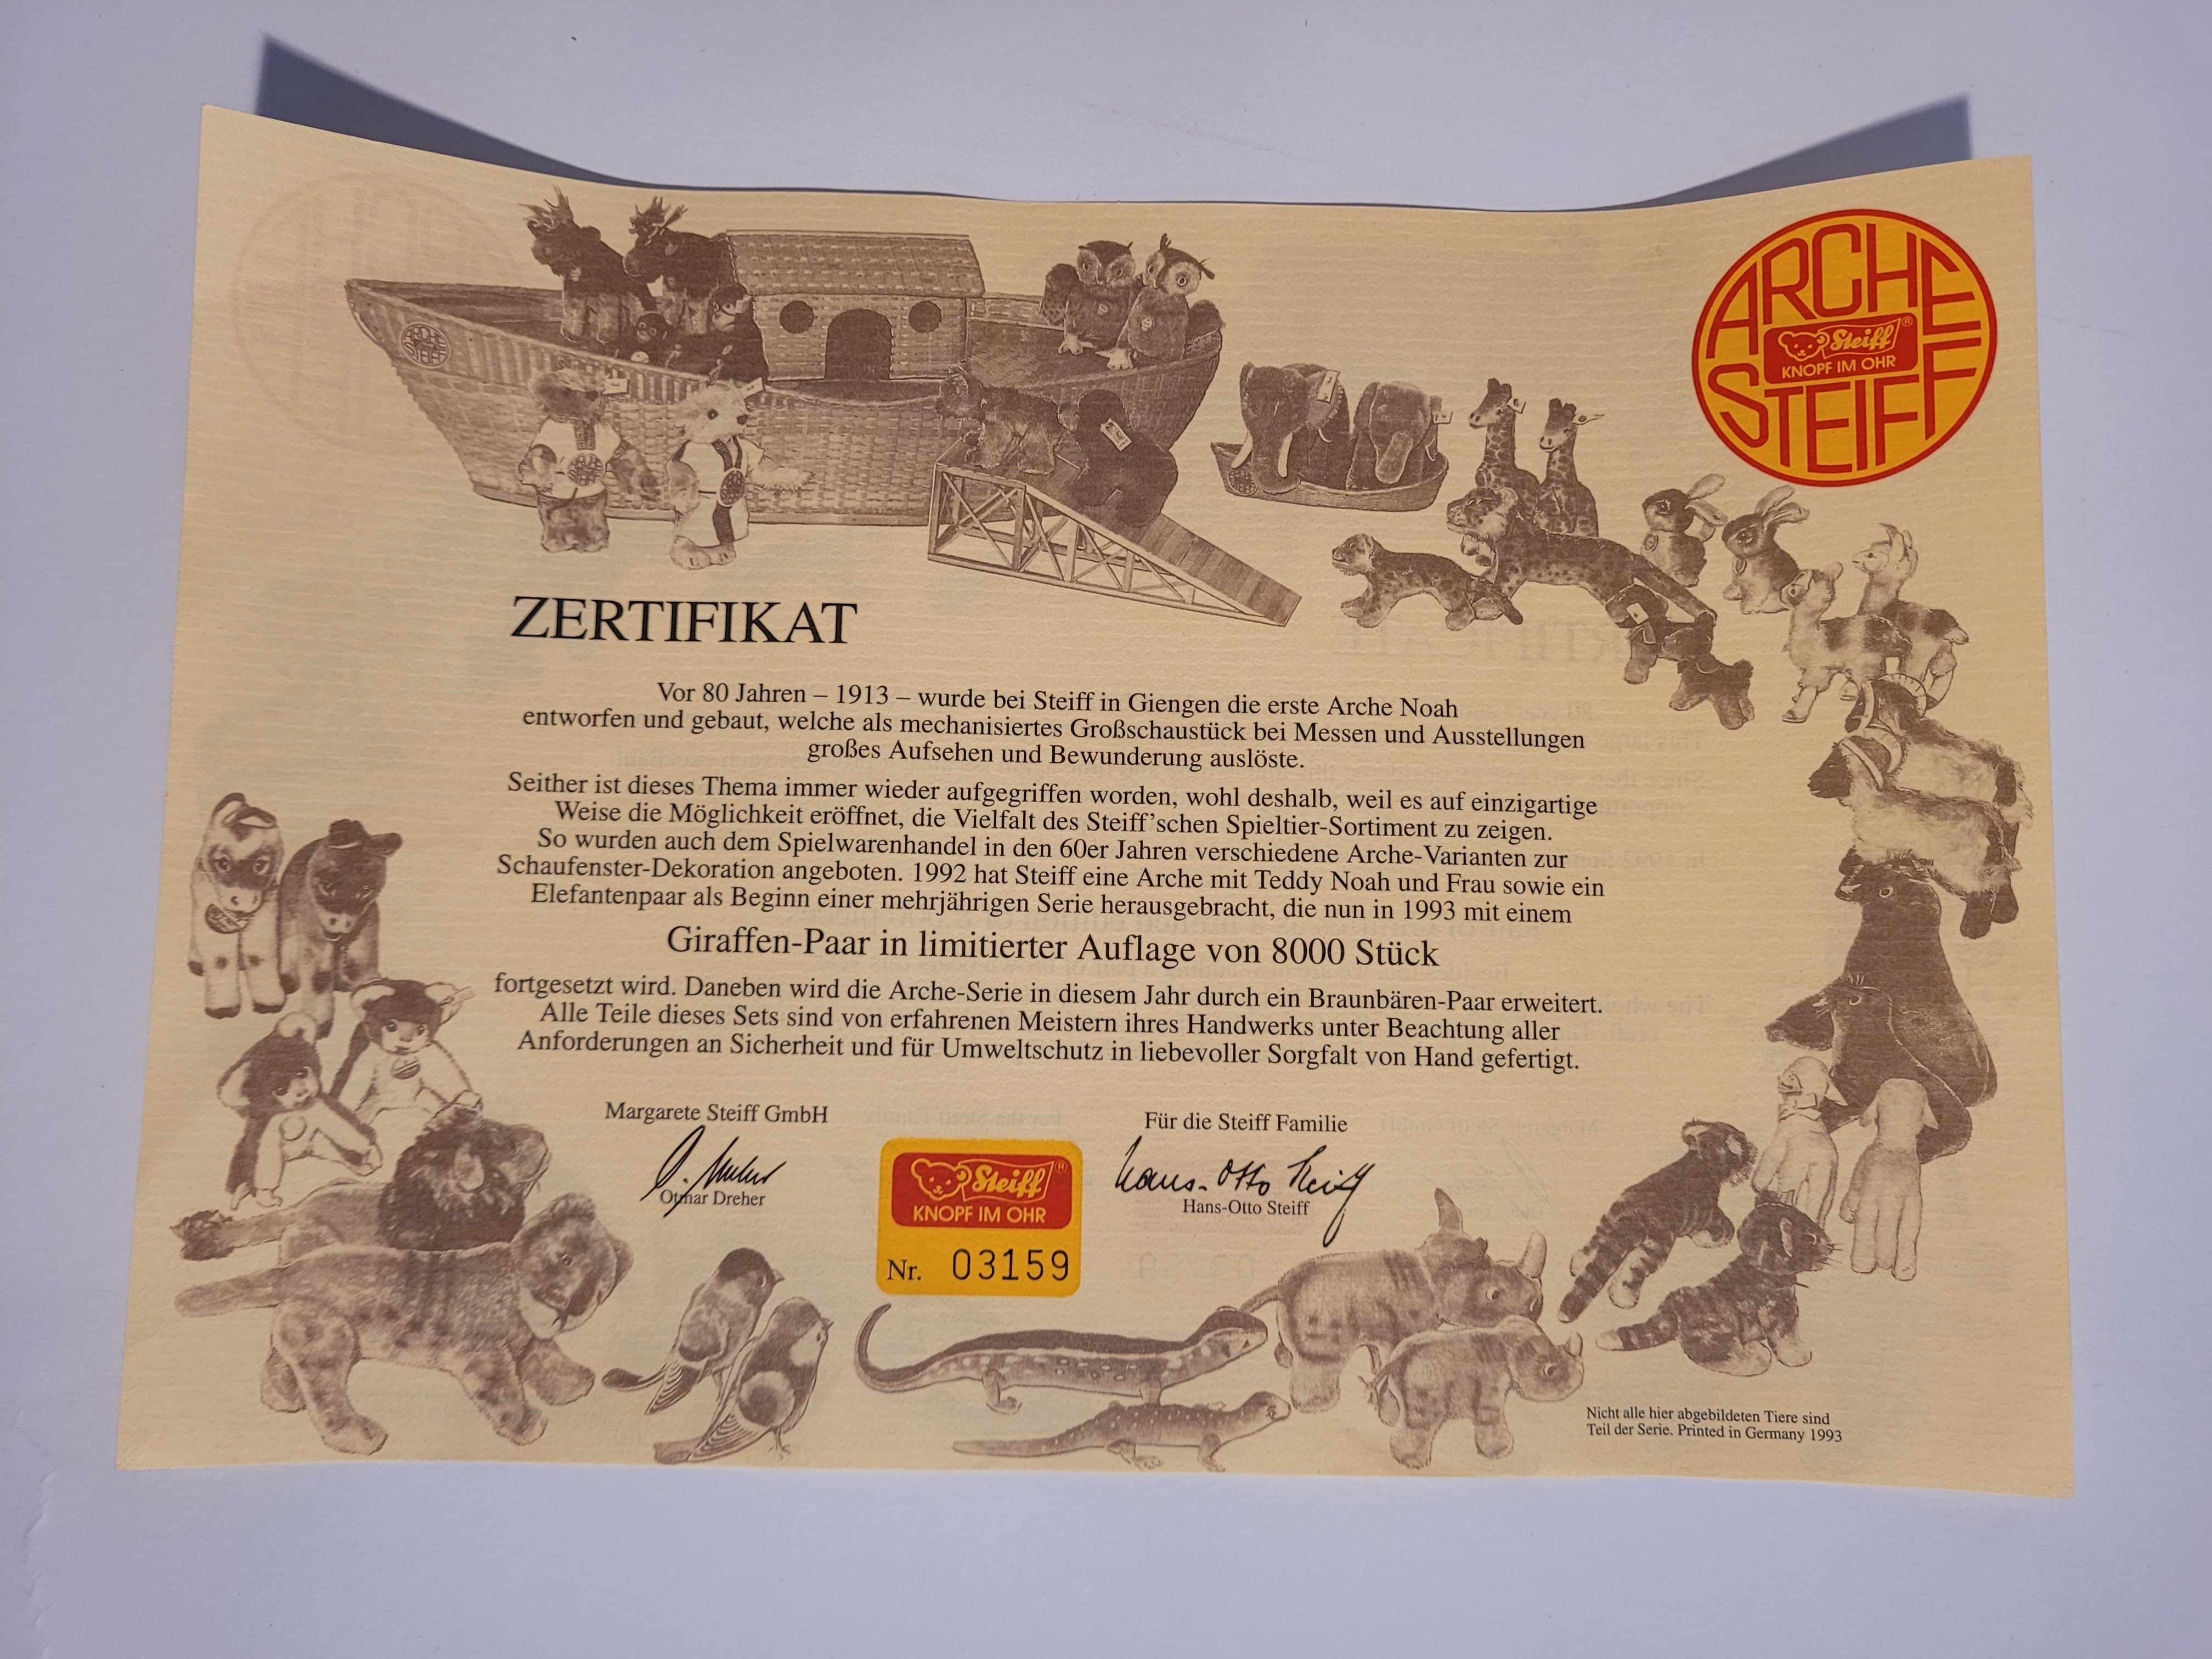 ARCHE
Steiff®
KNOPF IM OHR
STEIFF
ARCHE
STEIFF
ZERTIFIKAT
Vor 80 Jahren – 1913 – wurde bei Steiff in Giengen die erste Arche Noah
entworfen und gebaut, welche als mechanisiertes Großschaustück bei Messen und Ausstellungen
großes Aufsehen und Bewunderung auslöste.
Seither ist dieses Thema immer wieder aufgegriffen worden, wohl deshalb, weil es auf einzigartige
Weise die Möglichkeit eröffnet, die Vielfalt des Steiff'schen Spieltier-Sortiment zu zeigen.
So wurden auch dem Spielwarenhandel in den 60er Jahren verschiedene Arche-Varianten zur
Schaufenster-Dekoration angeboten. 1992 hat Steiff eine Arche mit Teddy Noah und Frau sowie ein
Elefantenpaar als Beginn einer mehrjährigen Serie herausgebracht, die nun in 1993 mit einem
Giraffen-Paar in limitierter Auflage von 8000 Stück
fortgesetzt wird. Daneben wird die Arche-Serie in diesem Jahr durch ein Braunbären-Paar erweitert.
Alle Teile dieses Sets sind von erfahrenen Meistern ihres Handwerks unter Beachtung aller
Anforderungen an Sicherheit und für Umweltschutz in liebevoller Sorgfalt von Hand gefertigt.
Margarete Steiff GmbH
Otmar Dreher
Für die Steiff Familie
Hans-Otto Steiff
Hans-Otto Steiff
Steiff®
KNOPF IM OHR
Nr. 03159
Nicht alle hier abgebildeten Tiere sind
Teil der Serie. Printed in Germany 1993